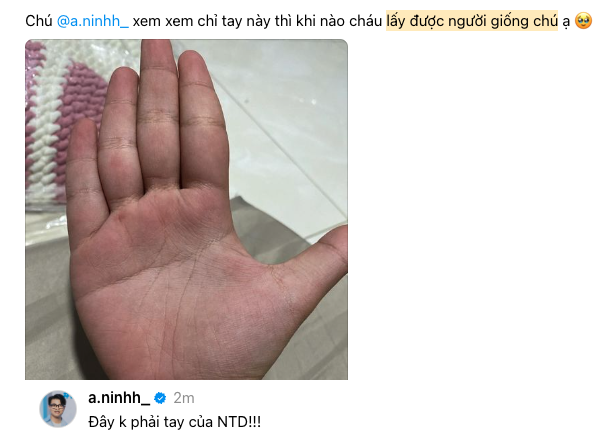 Chú @a.ninhh_ xem xem chỉ tay này thì khi nào cháu lấy được người giống chú ạ 🥹
a.ninhh_ 2m
Đây k phải tay của NTD!!!